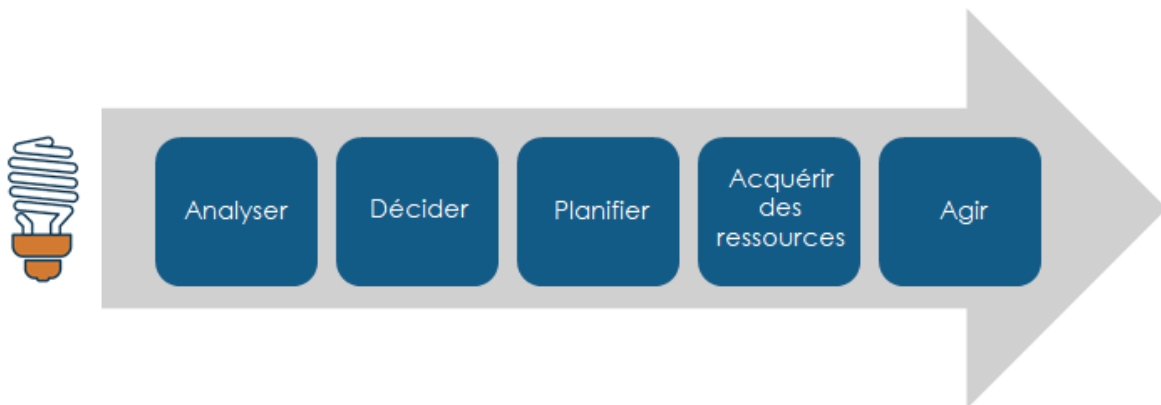 Analyser
Décider
Planifier
Acquérir
des
ressources
Agir